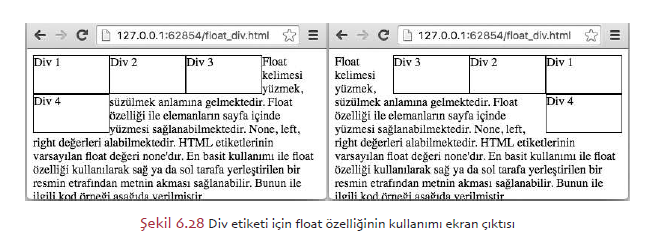 127.0.0.1:62854/float_div.html
Div 1 Div 2 Div 3 Float
kelimesi
yüzmek,
Div 4 süzülmek anlamına gelmektedir. Float
özelliği ile elemanların sayfa içinde
yüzmesi sağlanabilmektedir. None, left,
right değerleri alabilmektedir. HTML etiketlerinin
varsayılan float değeri none'dır. En basit kullanımı ile float
özelliği kullanılarak sağ ya da sol tarafa yerleştirilen bir
resmin etrafından metnin akması sağlanabilir. Bunun ile
ilgili kod örneği aşağıda verilmiştir
127.0.0.1:62854/float_div.html
Float Div 3 Div 2 Div 1
kelimesi
yüzmek,
süzülmek anlamına gelmektedir. Float Div 4
özelliği ile elemanların sayfa içinde
yüzmesi sağlanabilmektedir. None, left,
right değerleri alabilmektedir. HTML etiketlerinin
varsayılan float değeri none'dır. En basit kullanımı ile float
özelliği kullanılarak sağ ya da sol tarafa yerleştirilen bir
resmin etrafından metnin akması sağlanabilir. Bunun ile
ilgili kod örneği aşağıda verilmiştir
Şekil 6.28 Div etiketi için float özelliğinin kullanımı ekran çıktısı